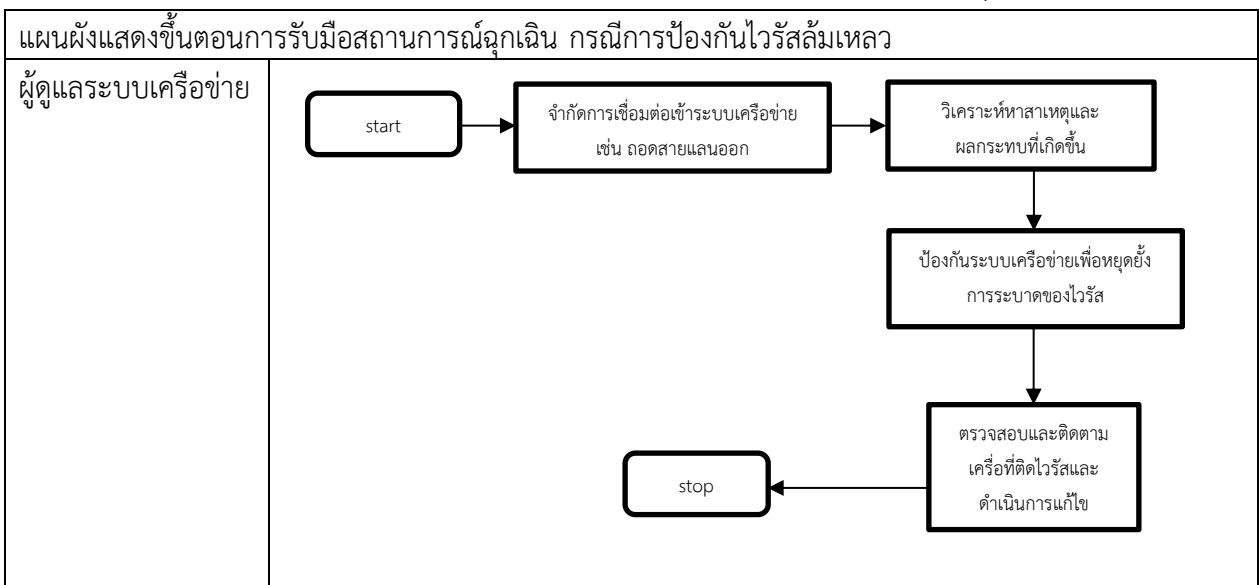 แผนผังแสดงขึ้นตอนการรับมือสถานการณ์ฉุกเฉิน กรณีการป้องกันไวรัสล้มเหลว
ผู้ดูแลระบบเครือข่าย
start
จำกัดการเชื่อมต่อเข้าระบบเครือข่าย
เช่น ถอดสายแลนออก
วิเคราะห์หาสาเหตุและ
ผลกระทบที่เกิดขึ้น
ป้องกันระบบเครือข่ายเพื่อหยุดยั้ง
การระบาดของไวรัส
ตรวจสอบและติดตาม
เครื่อที่ติดไวรัสและ
ดำเนินการแก้ไข
stop